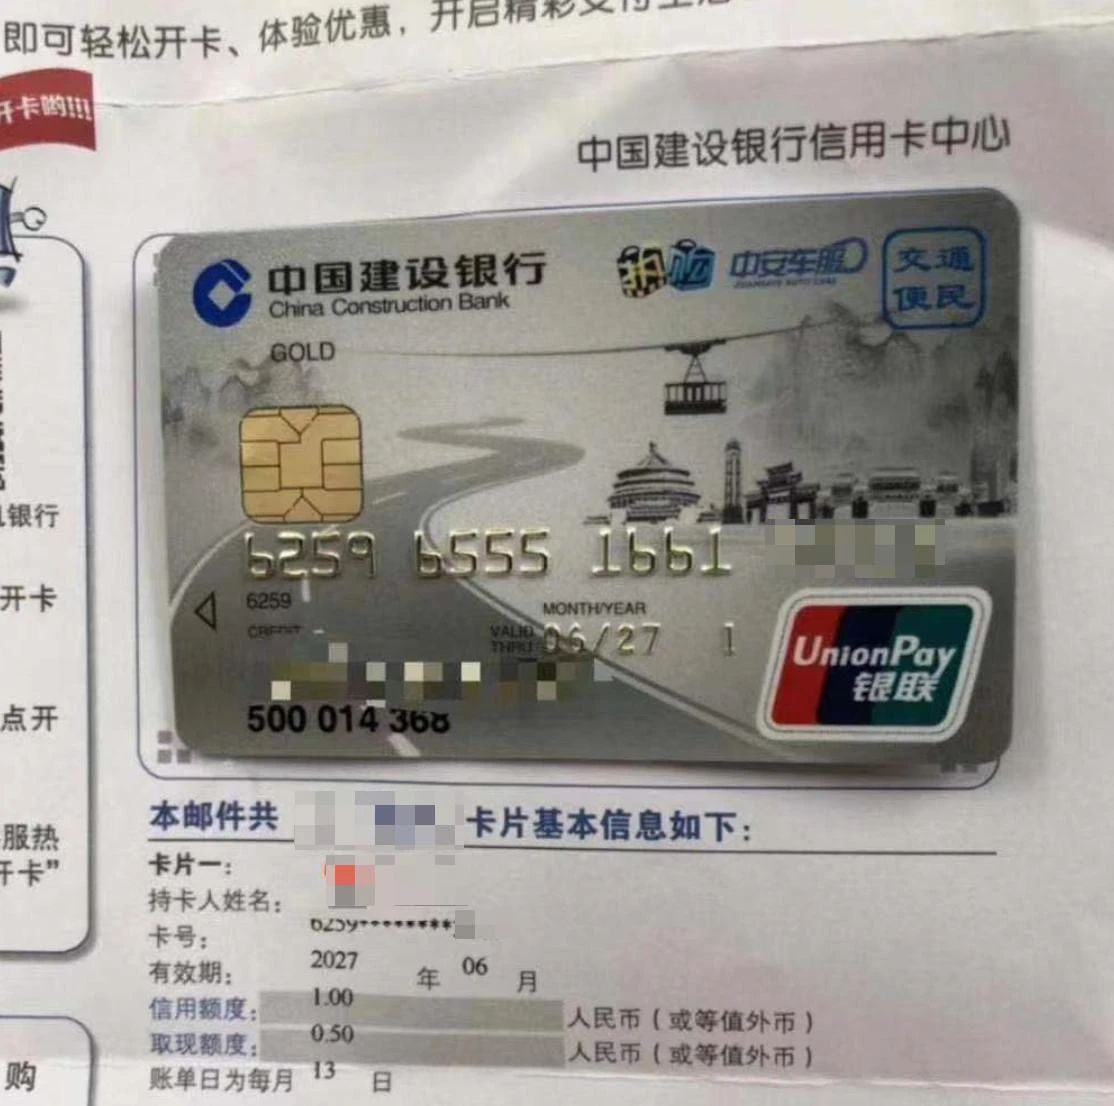 即可轻松开卡、体验优惠，开启精彩支付生活
开卡哟!!!
中国建设银行信用卡中心
中国建设银行
China Construction Bank
中安车服
交通
便民
GOLD
6259 6555 1661
6259
MONTH/YEAR
CREDIT
VALID
THRU
06/27 1
UnionPay
银联
500 014 368
银行
开卡
点开
服热
开卡”
购
本邮件共
卡片基本信息如下：
卡片一：
持卡人姓名：
卡号：
6259********
有效期：
2027 年 06 月
信用额度：
1.00 人民币（或等值外币）
取现额度：
0.50 人民币（或等值外币）
账单日为每月 13 日